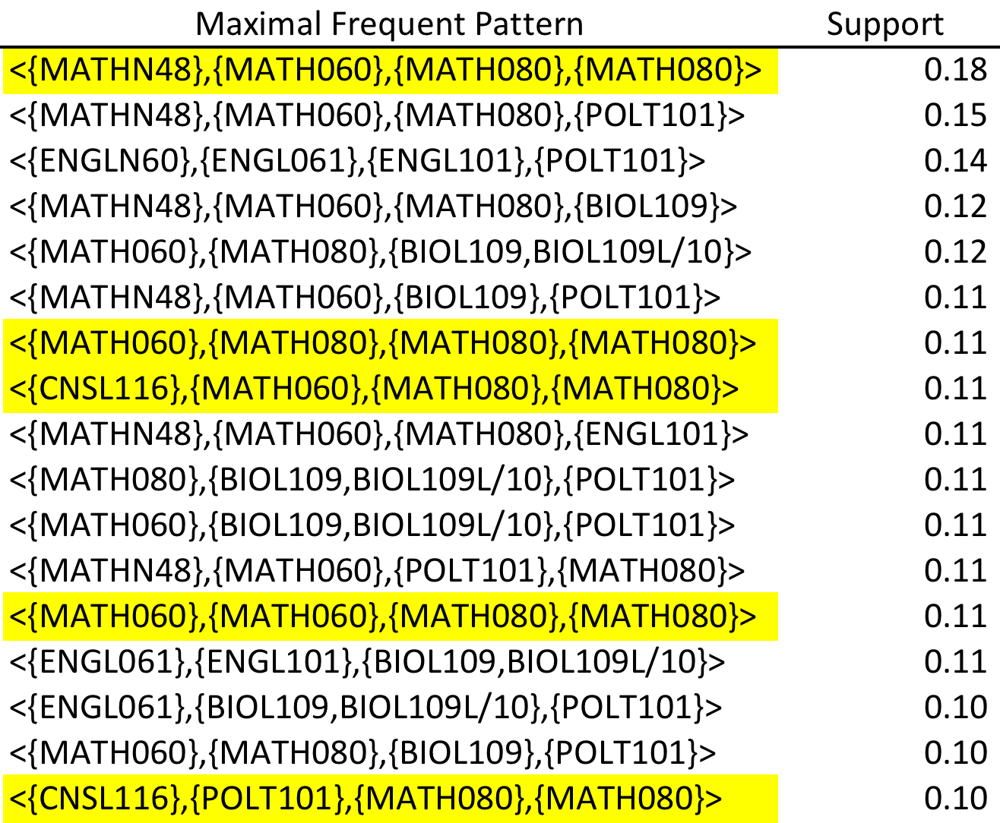 Maximal Frequent Pattern Support
<{MATHN48},{MATH060},{MATH080},{MATH080}> 0.18
<{MATHN48},{MATH060},{MATH080},{POLT101}> 0.15
<{ENGLN60},{ENGL061},{ENGL101},{POLT101}> 0.14
<{MATHN48},{MATH060},{MATH080},{BIOL109}> 0.12
<{MATH060},{MATH080},{BIOL109,BIOL109L/10}> 0.12
<{MATHN48},{MATH060},{BIOL109},{POLT101}> 0.11
<{MATH060},{MATH080},{MATH080},{MATH080}> 0.11
<{CNSL116},{MATH060},{MATH080},{MATH080}> 0.11
<{MATHN48},{MATH060},{MATH080},{ENGL101}> 0.11
<{MATH080},{BIOL109,BIOL109L/10},{POLT101}> 0.11
<{MATH060},{BIOL109,BIOL109L/10},{POLT101}> 0.11
<{MATHN48},{MATH060},{POLT101},{MATH080}> 0.11
<{MATH060},{MATH060},{MATH080},{MATH080}> 0.11
<{ENGL061},{ENGL101},{BIOL109,BIOL109L/10}> 0.11
<{ENGL061},{BIOL109,BIOL109L/10},{POLT101}> 0.10
<{MATH060},{MATH080},{BIOL109},{POLT101}> 0.10
<{CNSL116},{POLT101},{MATH080},{MATH080}> 0.10